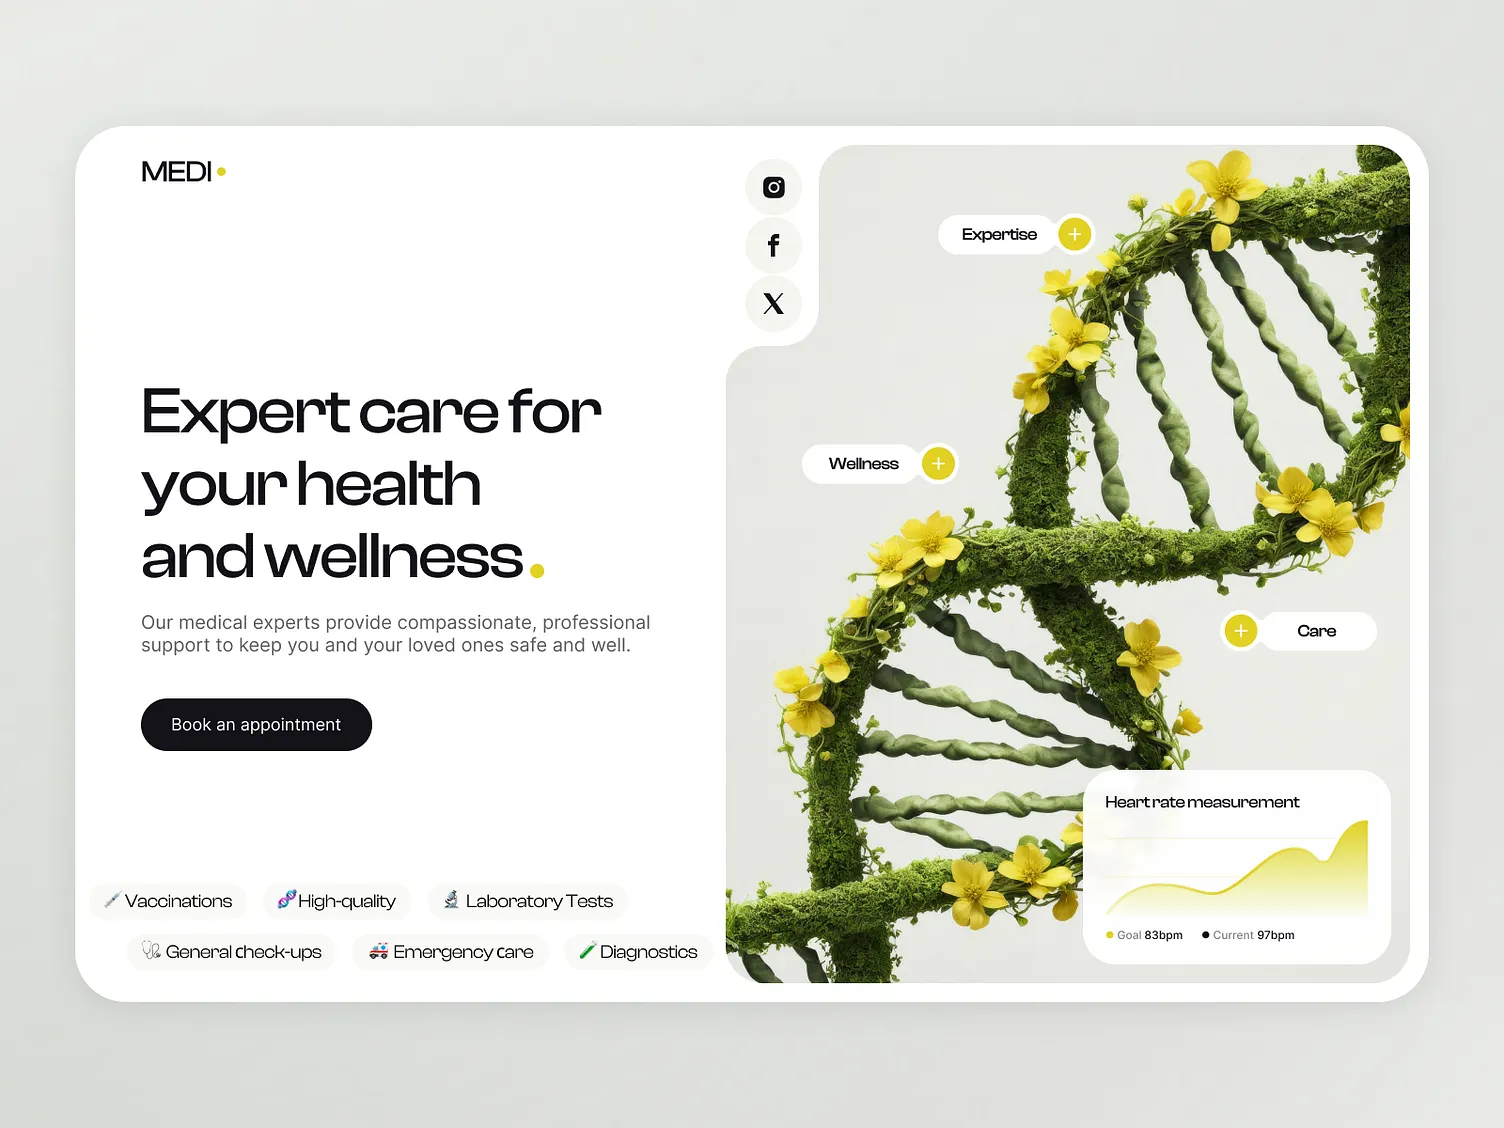 MEDI
Expert care for
your health
and wellness.
Our medical experts provide compassionate, professional
support to keep you and your loved ones safe and well.
Book an appointment
Vaccinations
High-quality
Laboratory Tests
General check-ups
Emergency care
Diagnostics
Expertise
Wellness
Care
Heart rate measurement
Goal 83bpm
Current 97bpm